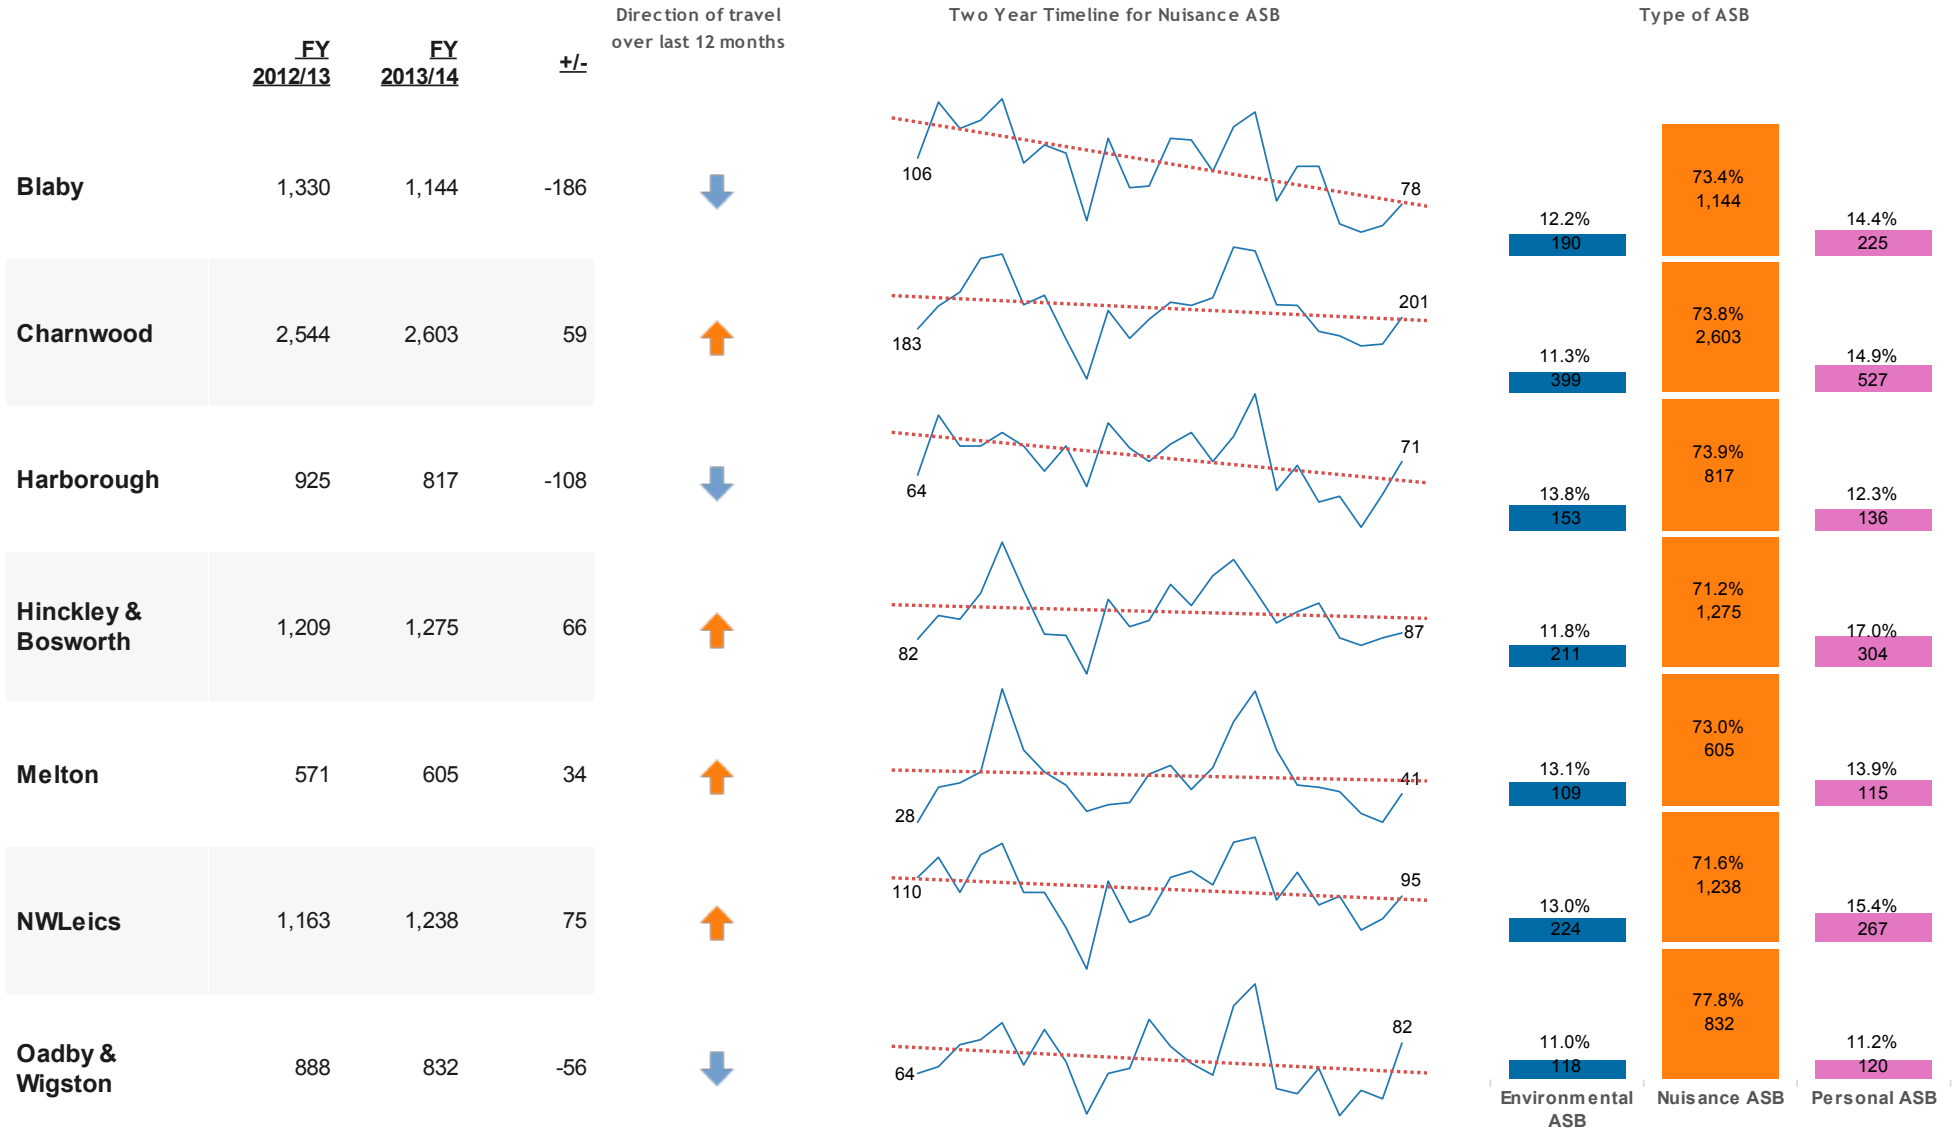 Direction of travel
over last 12 months
Two Year Timeline for Nuisance ASB
Type of ASB
FY
2012/13
FY
2013/14
+/-
Blaby 1,330 1,144 -186
106
78
12.2%
190
73.4%
1,144
14.4%
225
Charnwood 2,544 2,603 59
183
201
11.3%
399
73.8%
2,603
14.9%
527
Harborough 925 817 -108
64
71
13.8%
153
73.9%
817
12.3%
136
Hinckley &
Bosworth
1,209 1,275 66
82
87
11.8%
211
71.2%
1,275
17.0%
304
Melton 571 605 34
28
41
13.1%
109
73.0%
605
13.9%
115
NWLeics 1,163 1,238 75
110
95
13.0%
224
71.6%
1,238
15.4%
267
Oadby &
Wigston
888 832 -56
64
82
11.0%
118
77.8%
832
11.2%
120
Environmental
ASB
Nuisance ASB
Personal ASB